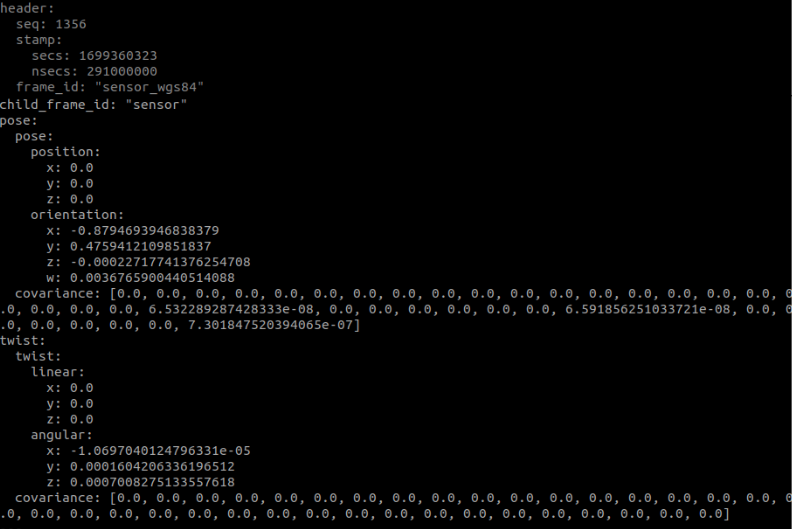 header:
  seq: 1356
  stamp:
    secs: 1699360323
    nsecs: 291000000
  frame_id: "sensor_wgs84"
child_frame_id: "sensor"
pose:
  pose:
    position:
      x: 0.0
      y: 0.0
      z: 0.0
    orientation:
      x: -0.8794693946838379
      y: 0.4759412109851837
      z: -0.00022717741376254708
      w: 0.0036765900440514088
  covariance: [0.0, 0.0, 0.0, 0.0, 0.0, 0.0, 0.0, 0.0, 0.0, 0.0, 0.0, 0.0, 0.0, 0.0, 0.0, 0.0, 0.0, 0
.0, 0.0, 0.0, 0.0, 6.532289287428333e-08, 0.0, 0.0, 0.0, 0.0, 0.0, 0.0, 6.591856251033721e-08, 0.0, 0
.0, 0.0, 0.0, 0.0, 0.0, 7.301847520394065e-07]
twist:
  twist:
    linear:
      x: 0.0
      y: 0.0
      z: 0.0
    angular:
      x: -1.0697040124796331e-05
      y: 0.0001604206336196512
      z: 0.0007008275133557618
  covariance: [0.0, 0.0, 0.0, 0.0, 0.0, 0.0, 0.0, 0.0, 0.0, 0.0, 0.0, 0.0, 0.0, 0.0, 0.0, 0.0, 0.0, 0
.0, 0.0, 0.0, 0.0, 0.0, 0.0, 0.0, 0.0, 0.0, 0.0, 0.0, 0.0, 0.0, 0.0, 0.0, 0.0, 0.0, 0.0]